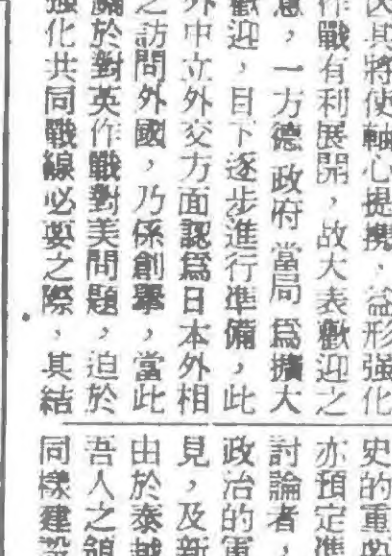 其將使軸心提携，益形強化
作戰有利展開，故大表歡迎之
意，一方德政府當局爲擴大
歡迎，目下逐步進行準備，此
外中立外交方面認爲日本外相
之訪問外國，乃係創舉，當此
關於對英作戰對美問題，迫於
强化共同戰線必要之際，其結
史的重
亦預定準
討論者，
政治的軍
見，及新
由於泰越
吾人之領
同樣建設